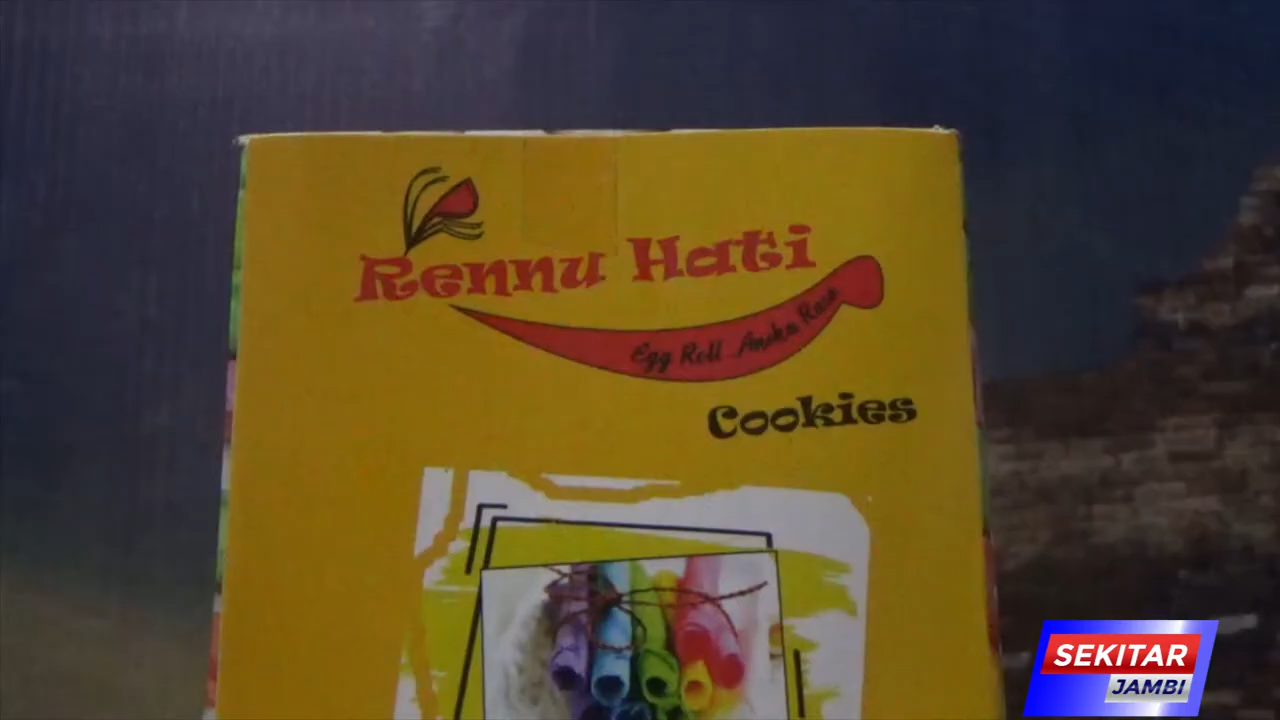 Rennu Hati
Egg Roll Aneka Rasa
Cookies
SEKITAR
JAMBI